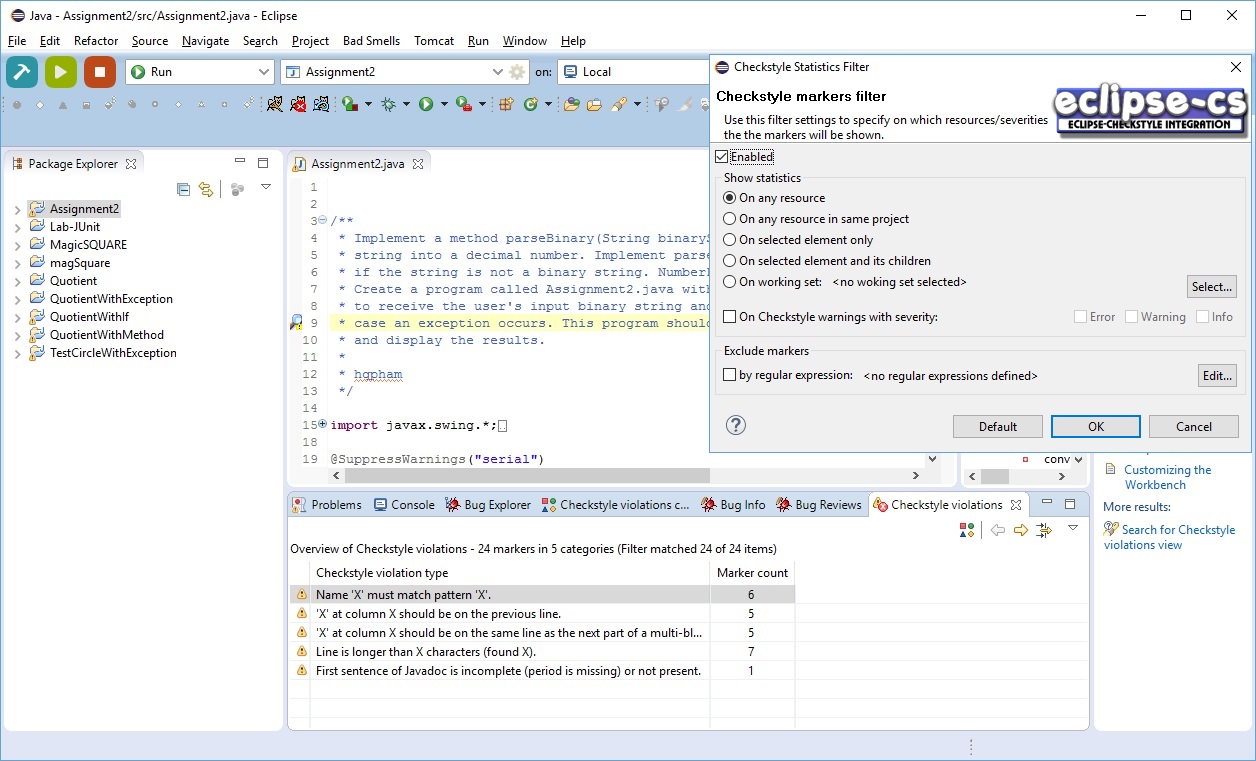 Java - Assignment2/src/Assignment2.java - Eclipse
File Edit Refactor Source Navigate Search Project Bad Smells Tomcat Run Window Help
Run
Assignment2
on:
Local
Package Explorer
Assignment2
Lab-JUnit
MagicSQUARE
magSquare
Quotient
QuotientWithException
QuotientWithIf
QuotientWithMethod
TestCircleWithException
Assignment2.java
1
2
3 /**
4 * Implement a method parseBinary(String binary
5 * string into a decimal number. Implement parse
6 * if the string is not a binary string. Number
7 * Create a program called Assignment2.java with
8 * to receive the user's input binary string and
9 * case an exception occurs. This program should
10 * and display the results.
11 *
12 * hqpham
13 */
14
15 import javax.swing.*;
18
19 @SuppressWarnings("serial")
conv
Checkstyle Statistics Filter
Checkstyle markers filter
Use this filter settings to specify on which resources/severities
the the markers will be shown.
eclipse-cs
ECLIPSE-CHECKSTYLE INTEGRATION
Enabled
Show statistics
On any resource
On any resource in same project
On selected element only
On selected element and its children
On working set: <no woking set selected>
Select...
On Checkstyle warnings with severity: Error Warning Info
Exclude markers
by regular expression: <no regular expressions defined>
Edit...
Default OK Cancel
Customizing the
Workbench
More results:
Search for Checkstyle
violations view
Problems Console Bug Explorer Checkstyle violations c... Bug Info Bug Reviews Checkstyle violations
Overview of Checkstyle violations - 24 markers in 5 categories (Filter matched 24 of 24 items)
Checkstyle violation type Marker count
Name 'X' must match pattern 'X'. 6
'X' at column X should be on the previous line. 5
'X' at column X should be on the same line as the next part of a multi-bl... 5
Line is longer than X characters (found X). 7
First sentence of Javadoc is incomplete (period is missing) or not present. 1